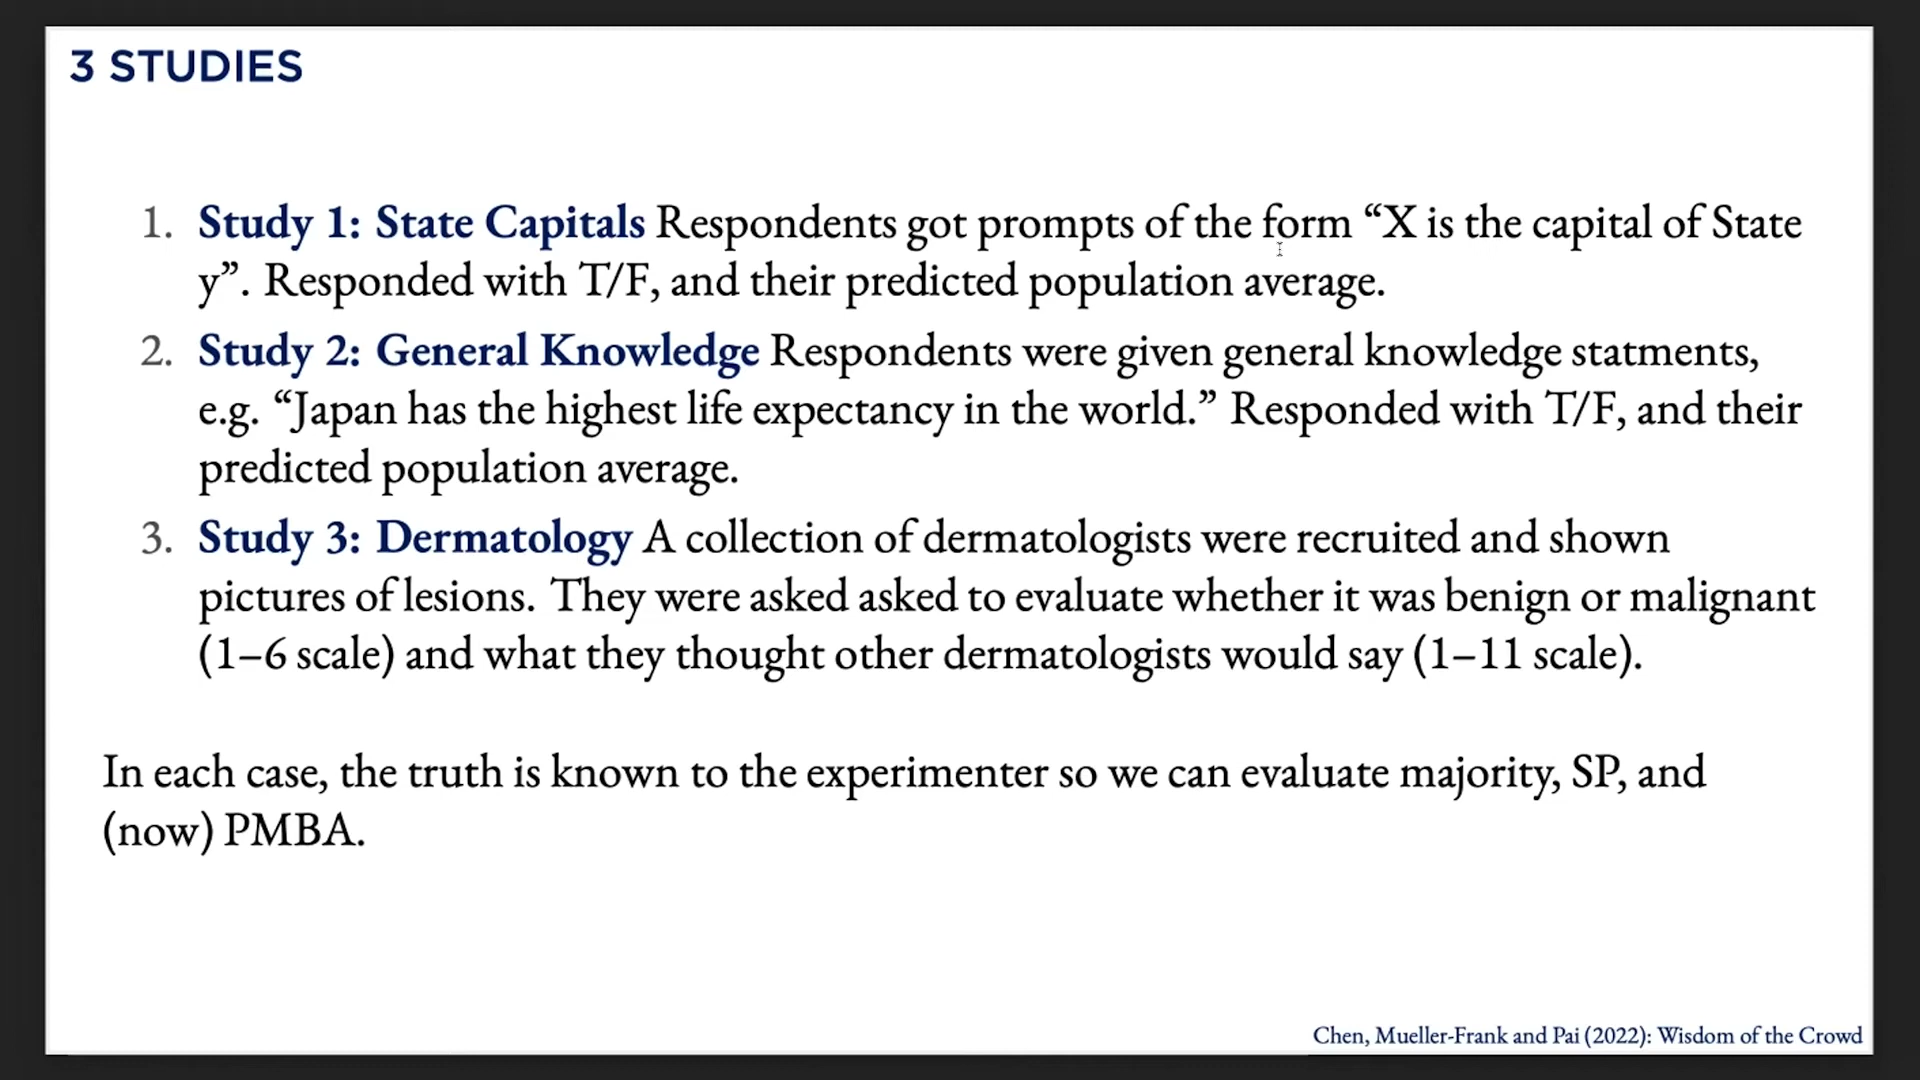 3 STUDIES
1. Study 1: State Capitals Respondents got prompts of the form “X is the capital of State
y”. Responded with T/F, and their predicted population average.
2. Study 2: General Knowledge Respondents were given general knowledge statments,
e.g. “Japan has the highest life expectancy in the world.” Responded with T/F, and their
predicted population average.
3. Study 3: Dermatology A collection of dermatologists were recruited and shown
pictures of lesions. They were asked asked to evaluate whether it was benign or malignant
(1–6 scale) and what they thought other dermatologists would say (1–11 scale).
In each case, the truth is known to the experimenter so we can evaluate majority, SP, and
(now) PMBA.
Chen, Mueller-Frank and Pai (2022): Wisdom of the Crowd